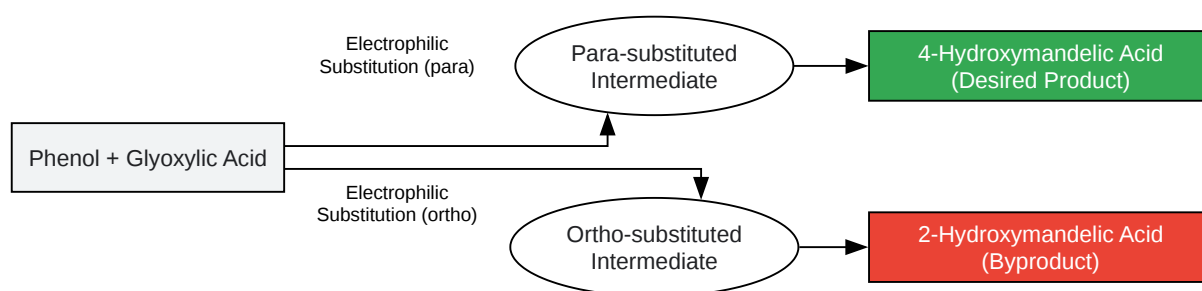 Electrophilic
Substitution (para)
Para-substituted
Intermediate
4-Hydroxymandelic Acid
(Desired Product)
Phenol + Glyoxylic Acid
Electrophilic
Substitution (ortho)
Ortho-substituted
Intermediate
2-Hydroxymandelic Acid
(Byproduct)